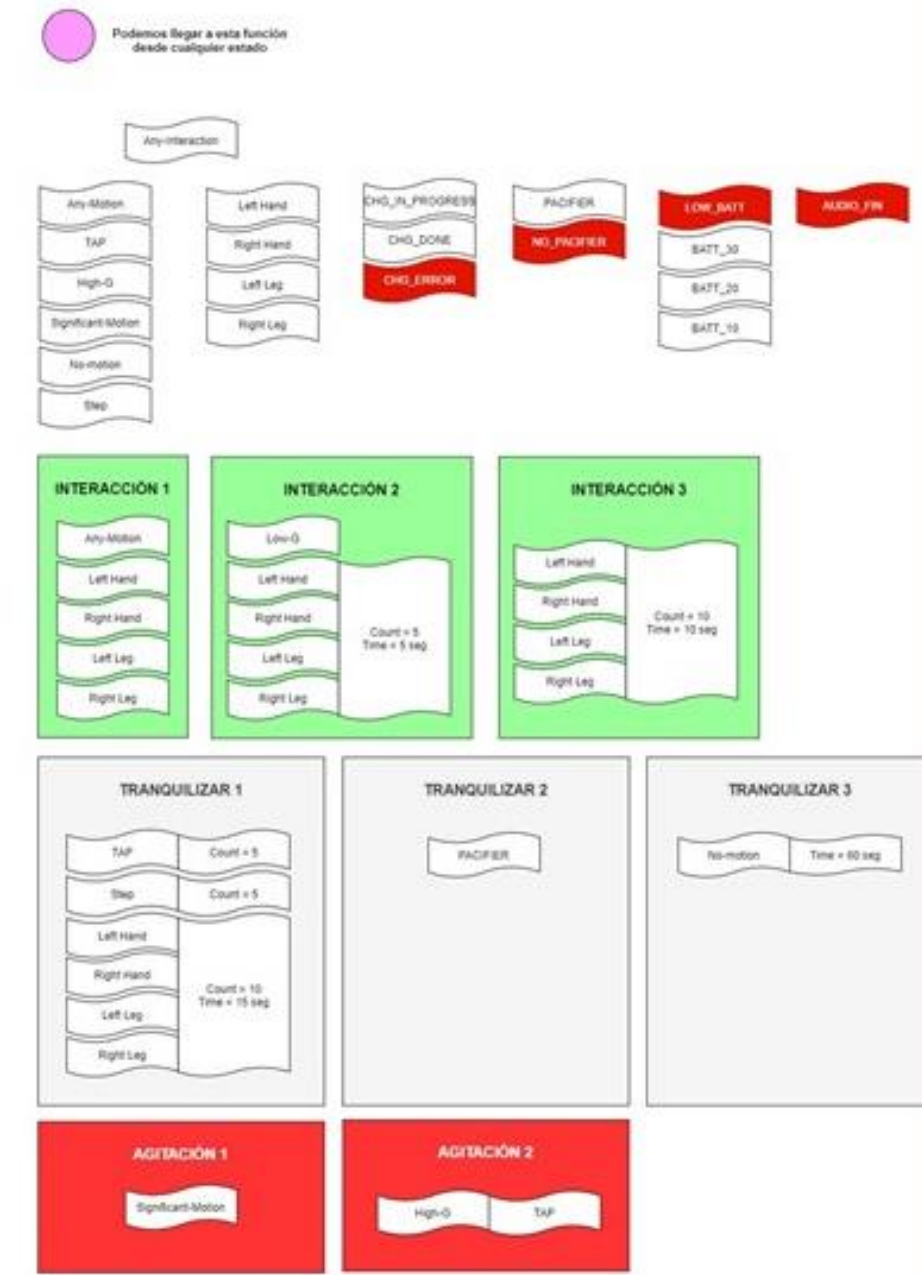 Podemos llegar a esta función
desde cualquier estado
Any-Interaction
Any-Motion
TAP
High-G
Significant-Motion
No-motion
Step
Left Hand
Right Hand
Left Leg
Right Leg
CHG_IN_PROGRESS
CHG_DONE
CHG_ERROR
PACIFIER
NO_PACIFIER
LOW_BATT
BATT_30
BATT_20
BATT_10
AUDIO_FIN
INTERACCIÓN 1
Any-Motion
Left Hand
Right Hand
Left Leg
Right Leg
INTERACCIÓN 2
Low-G
Left Hand
Right Hand
Left Leg
Right Leg
Count = 5
Time = 5 seg
INTERACCIÓN 3
Left Hand
Right Hand
Left Leg
Right Leg
Count = 10
Time = 10 seg
TRANQUILIZAR 1
TAP
Count = 5
Step
Count = 5
Left Hand
Right Hand
Left Leg
Right Leg
Count = 10
Time = 15 seg
TRANQUILIZAR 2
PACIFIER
TRANQUILIZAR 3
No-motion
Time = 60 seg
AGITACIÓN 1
Significant-Motion
AGITACIÓN 2
High-G
TAP